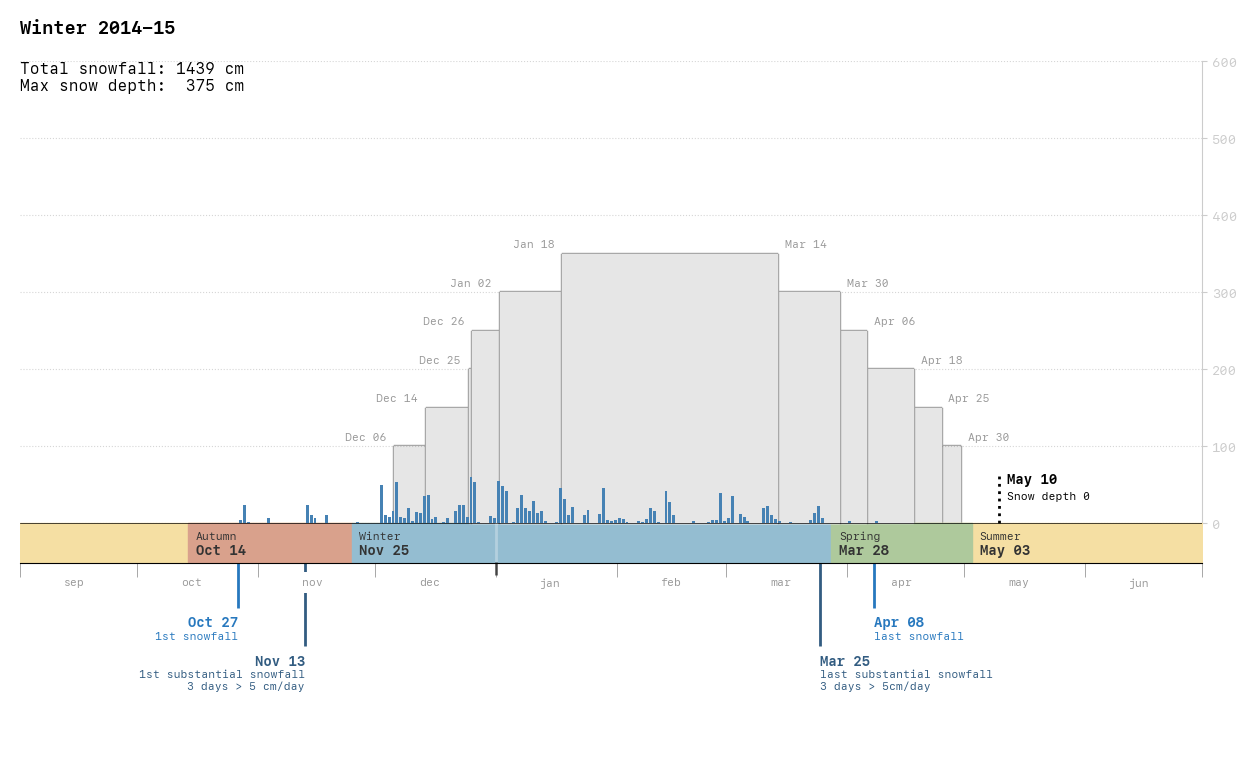 Winter 2014–15
Total snowfall: 1439 cm
Max snow depth: 375 cm
600
500
400
300
200
100
0
Jan 18
Mar 14
Jan 02
Mar 30
Dec 26
Apr 06
Dec 25
Apr 18
Dec 14
Apr 25
Dec 06
Apr 30
May 10
Snow depth 0
Autumn
Oct 14
Winter
Nov 25
Spring
Mar 28
Summer
May 03
sep
oct
nov
dec
jan
feb
mar
apr
may
jun
Oct 27
1st snowfall
Nov 13
1st substantial snowfall
3 days > 5 cm/day
Apr 08
last snowfall
Mar 25
last substantial snowfall
3 days > 5cm/day